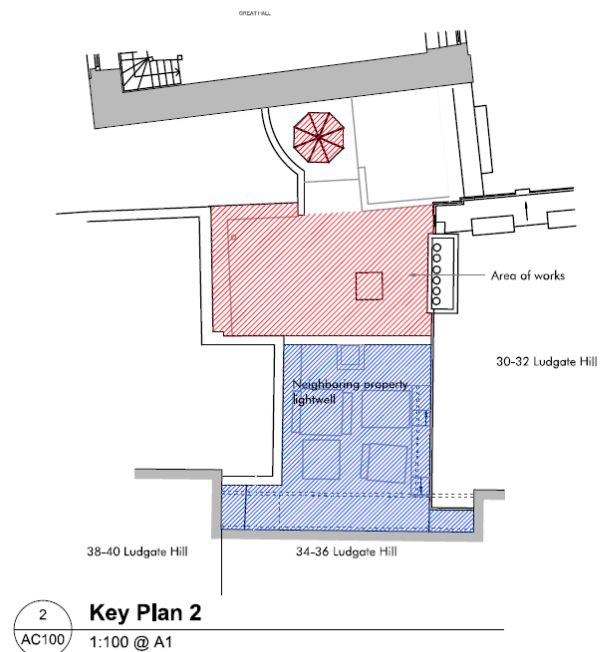 GREAT HALL
Area of works
30-32 Ludgate Hill
Neighboring property
lightwell
38-40 Ludgate Hill
34-36 Ludgate Hill
2
AC100
Key Plan 2
1:100 @ A1